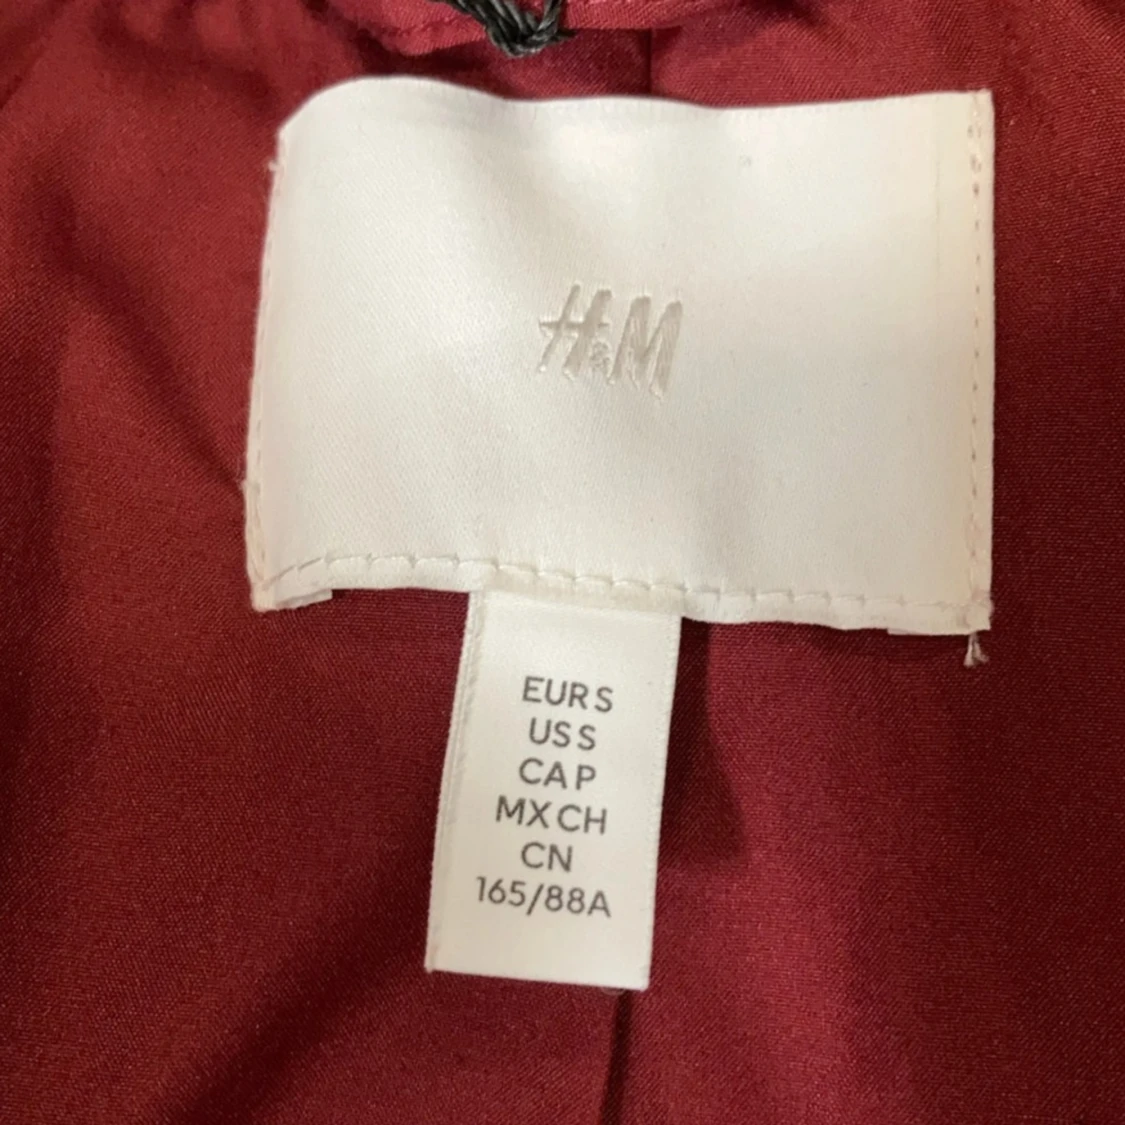 H&M
EUR S
US S
CA P
MX CH
CN
165/88A